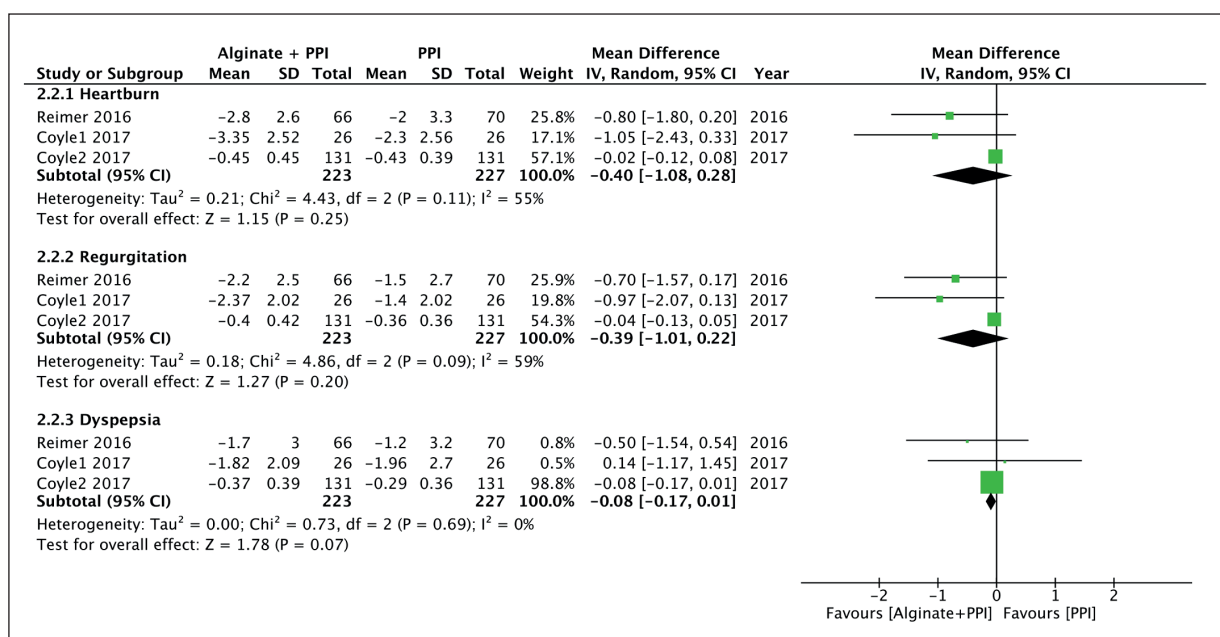 Alginate + PPI PPI Mean Difference Mean Difference
Study or Subgroup Mean SD Total Mean SD Total Weight IV, Random, 95% CI Year IV, Random, 95% CI
2.2.1 Heartburn
Reimer 2016 −2.8 2.6 66 −2 3.3 70 25.8% −0.80 [−1.80, 0.20] 2016
Coyle1 2017 −3.35 2.52 26 −2.3 2.56 26 17.1% −1.05 [−2.43, 0.33] 2017
Coyle2 2017 −0.45 0.45 131 −0.43 0.39 131 57.1% −0.02 [−0.12, 0.08] 2017
Subtotal (95% CI) 223 227 100.0% −0.40 [−1.08, 0.28]
Heterogeneity: Tau² = 0.21; Chi² = 4.43, df = 2 (P = 0.11); I² = 55%
Test for overall effect: Z = 1.15 (P = 0.25)
2.2.2 Regurgitation
Reimer 2016 −2.2 2.5 66 −1.5 2.7 70 25.9% −0.70 [−1.57, 0.17] 2016
Coyle1 2017 −2.37 2.02 26 −1.4 2.02 26 19.8% −0.97 [−2.07, 0.13] 2017
Coyle2 2017 −0.4 0.42 131 −0.36 0.36 131 54.3% −0.04 [−0.13, 0.05] 2017
Subtotal (95% CI) 223 227 100.0% −0.39 [−1.01, 0.22]
Heterogeneity: Tau² = 0.18; Chi² = 4.86, df = 2 (P = 0.09); I² = 59%
Test for overall effect: Z = 1.27 (P = 0.20)
2.2.3 Dyspepsia
Reimer 2016 −1.7 3 66 −1.2 3.2 70 0.8% −0.50 [−1.54, 0.54] 2016
Coyle1 2017 −1.82 2.09 26 −1.96 2.7 26 0.5% 0.14 [−1.17, 1.45] 2017
Coyle2 2017 −0.37 0.39 131 −0.29 0.36 131 98.8% −0.08 [−0.17, 0.01] 2017
Subtotal (95% CI) 223 227 100.0% −0.08 [−0.17, 0.01]
Heterogeneity: Tau² = 0.00; Chi² = 0.73, df = 2 (P = 0.69); I² = 0%
Test for overall effect: Z = 1.78 (P = 0.07)
−2 −1 0 1 2
Favours [Alginate+PPI] Favours [PPI]